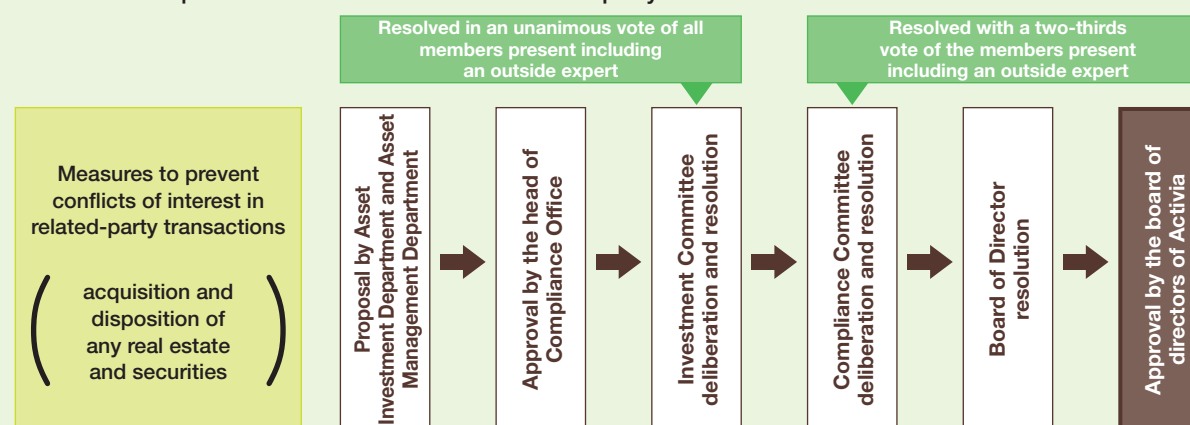 Resolved in an unanimous vote of all
members present including
an outside expert
Resolved with a two-thirds
vote of the members present
including an outside expert
Measures to prevent
conflicts of interest in
related-party transactions
acquisition and
disposition of
any real estate
and securities
Proposal by Asset
Investment Department and Asset
Management Department
Approval by the head of
Compliance Office
Investment Committee
deliberation and resolution
Compliance Committee
deliberation and resolution
Board of Director
resolution
Approval by the board of
directors of Activia